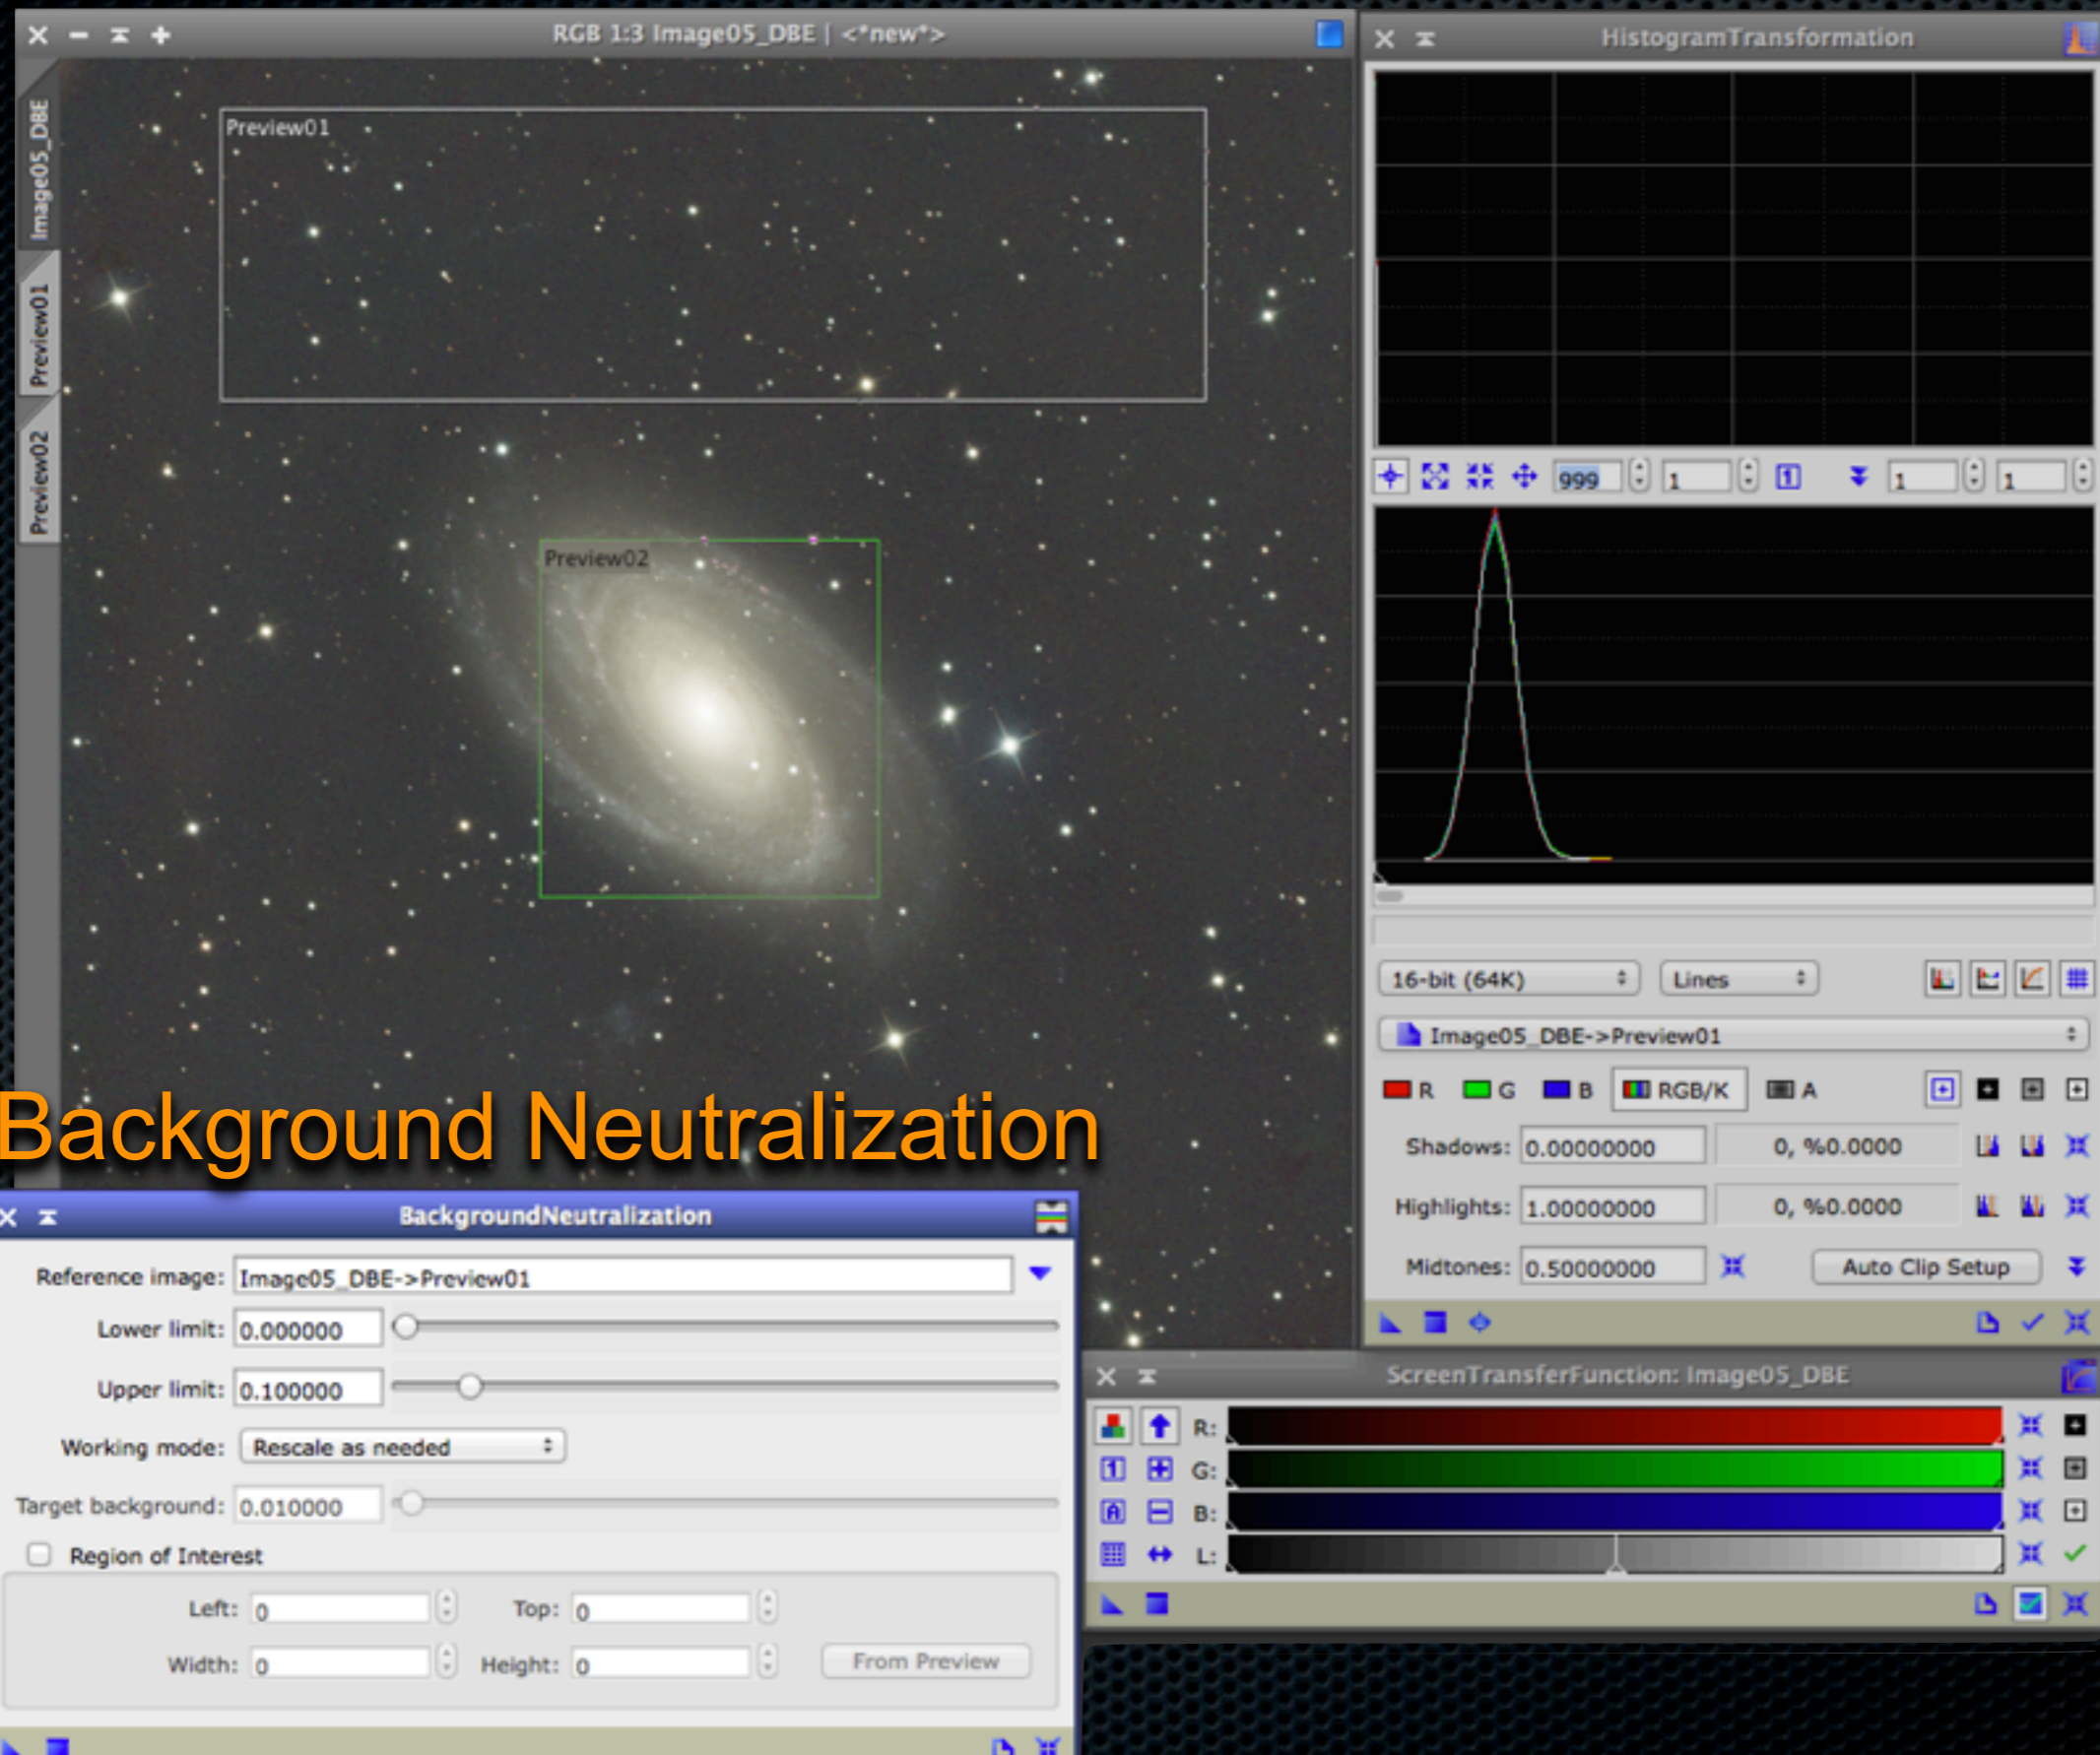 RGB 1:3 Image05_DBE | <*new*>
Image05_DBE
Preview01
Preview02
Preview01
Preview02
HistogramTransformation
999 1 1 1 1
16-bit (64K) Lines
Image05_DBE->Preview01
R G B RGB/K A
Shadows: 0.00000000 0, %0.0000
Highlights: 1.00000000 0, %0.0000
Midtones: 0.50000000 Auto Clip Setup
Background Neutralization
BackgroundNeutralization
Reference image: Image05_DBE->Preview01
Lower limit: 0.000000
Upper limit: 0.100000
Working mode: Rescale as needed
Target background: 0.010000
Region of Interest
Left: 0 Top: 0
Width: 0 Height: 0 From Preview
ScreenTransferFunction: Image05_DBE
R:
1 G:
A B:
L: